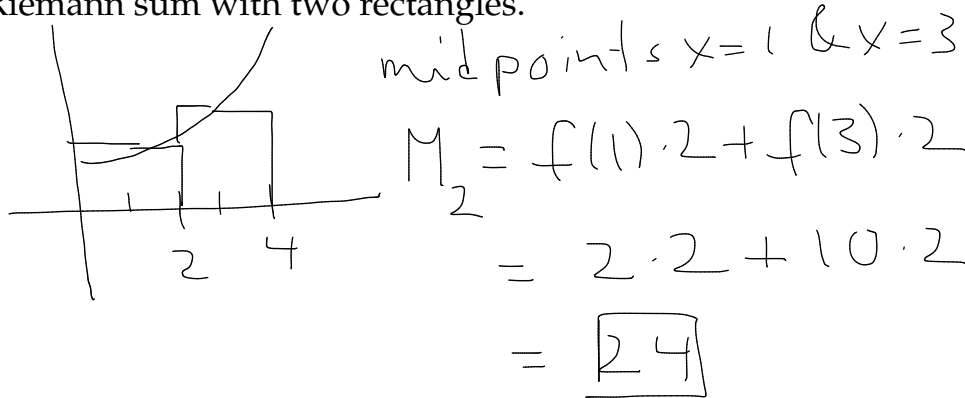 Riemann sum with two rectangles.
midpoints x=1 & x=3
M₂ = f(1)·2+f(3)·2
2 4
= 2·2+10·2
= 24